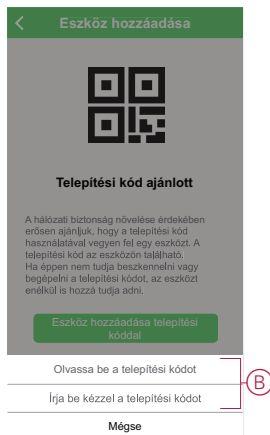 Eszköz hozzáadása
Telepítési kód ajánlott
A hálózati biztonság növelése érdekében
erősen ajánljuk, hogy a telepítési kód
használatával vegyen fel egy eszközt. A
telepítési kód az eszközön található.
Ha éppen nem tudja beszkennelni vagy
begépelni a telepítési kódot, az eszközt
enélkül is hozzá tudja adni.
Eszköz hozzáadása telepítési
kóddal
Olvassa be a telepítési kódot
Írja be kézzel a telepítési kódot
B
Mégse